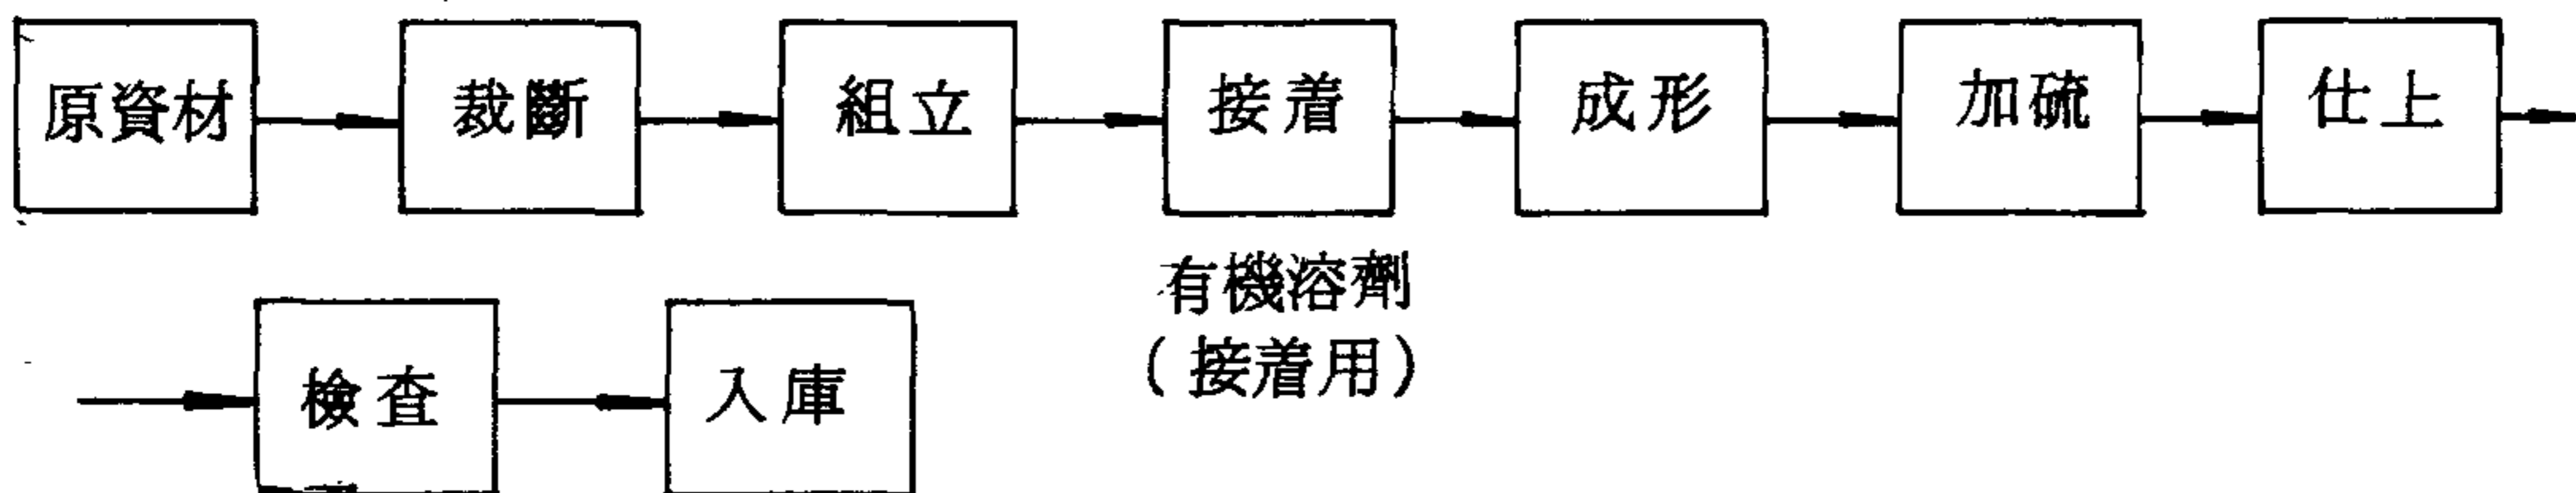 原資材 裁斷 組立 接着 成形 加硫 仕上
有機溶劑
(接着用)
檢査 入庫